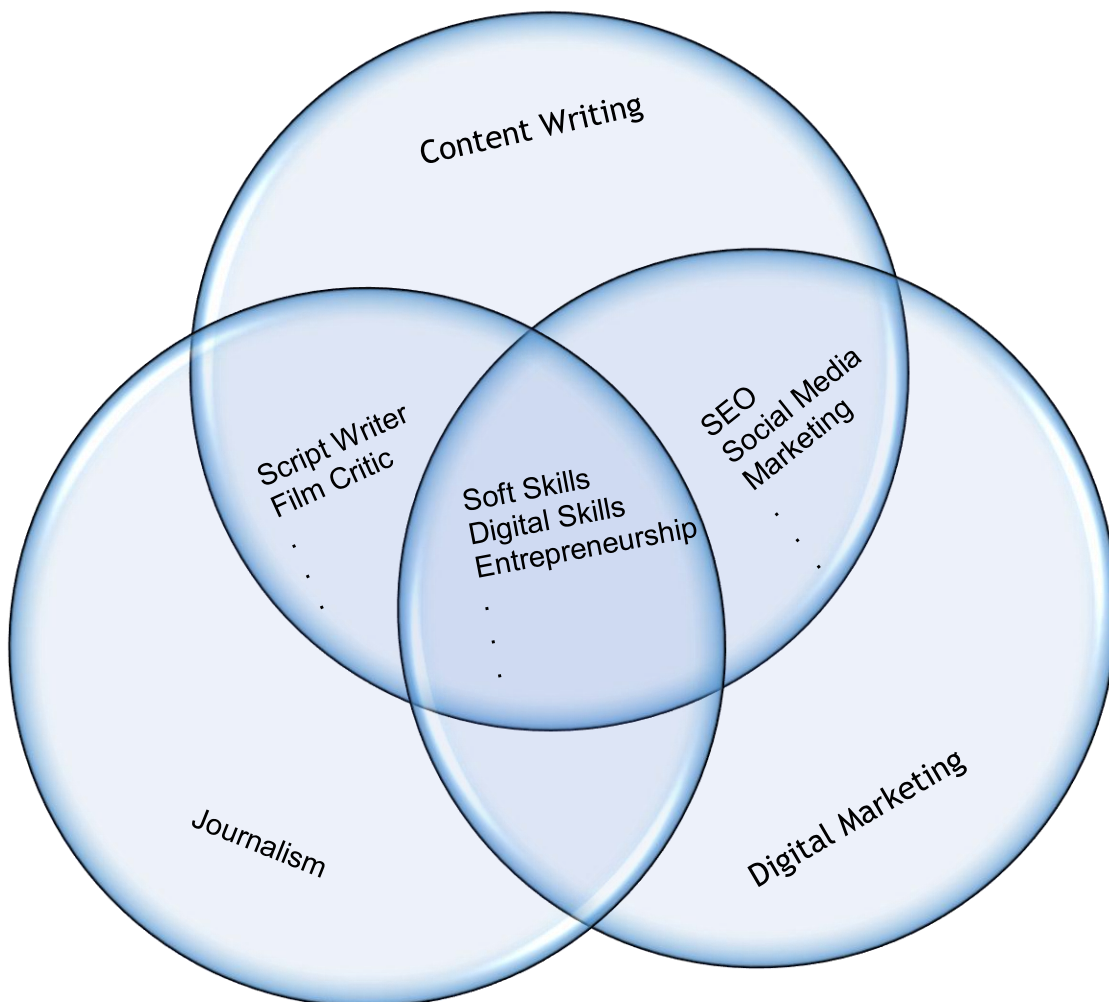 Content Writing
Script Writer
Film Critic
.
.
.
Soft Skills
Digital Skills
Entrepreneurship
.
.
.
SEO
Social Media
Marketing
.
.
.
Journalism
Digital Marketing